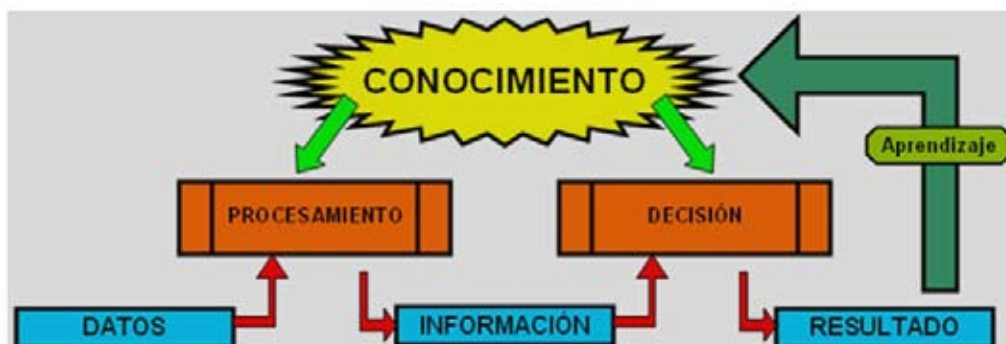 CONOCIMIENTO
Aprendizaje
PROCESAMIENTO
DECISIÓN
DATOS
INFORMACIÓN
RESULTADO